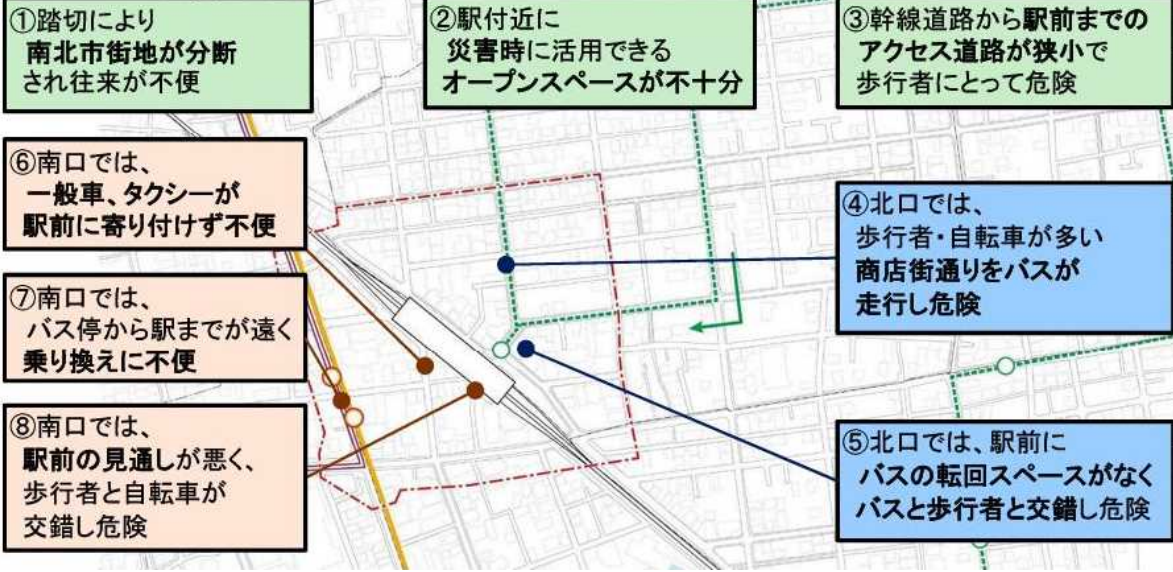 ①踏切により
南北市街地が分断
され往来が不便
②駅付近に
災害時に活用できる
オープンスペースが不十分
③幹線道路から駅前までの
アクセス道路が狭小で
歩行者にとって危険
④北口では、
歩行者・自転車が多い
商店街通りをバスが
走行し危険
⑤北口では、駅前に
バスの転回スペースがなく
バスと歩行者と交錯し危険
⑥南口では、
一般車、タクシーが
駅前に寄り付けず不便
⑦南口では、
バス停から駅までが遠く
乗り換えに不便
⑧南口では、
駅前の見通しが悪く、
歩行者と自転車が
交錯し危険